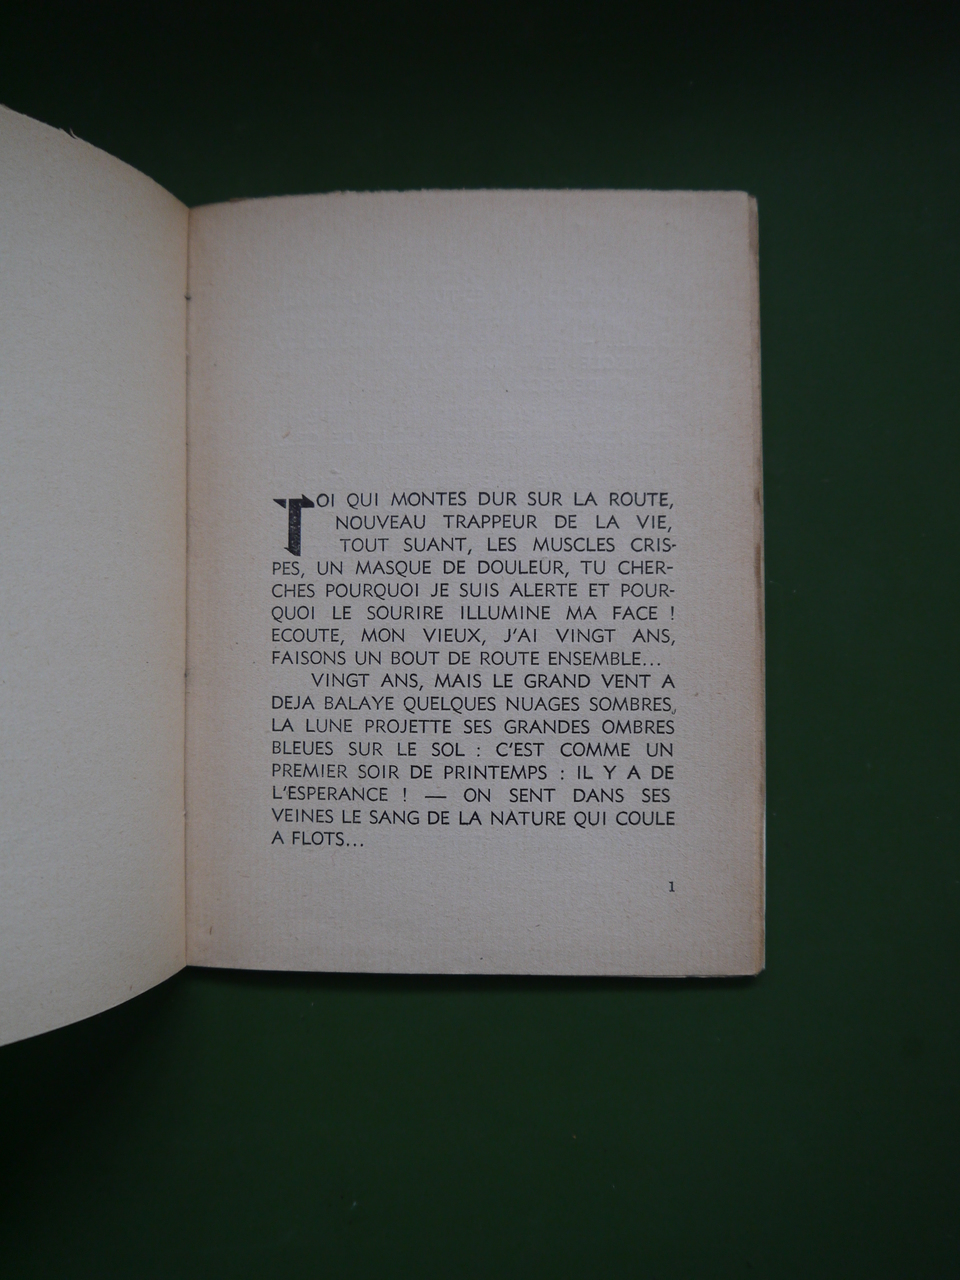 TOI QUI MONTES DUR SUR LA ROUTE,
NOUVEAU TRAPPEUR DE LA VIE,
TOUT SUANT, LES MUSCLES CRIS-
PES, UN MASQUE DE DOULEUR, TU CHER-
CHES POURQUOI JE SUIS ALERTE ET POUR-
QUOI LE SOURIRE ILLUMINE MA FACE !
ECOUTE, MON VIEUX, J'AI VINGT ANS,
FAISONS UN BOUT DE ROUTE ENSEMBLE...
VINGT ANS, MAIS LE GRAND VENT A
DEJA BALAYE QUELQUES NUAGES SOMBRES,
LA LUNE PROJETTE SES GRANDES OMBRES
BLEUES SUR LE SOL : C'EST COMME UN
PREMIER SOIR DE PRINTEMPS : IL Y A DE
L'ESPERANCE ! — ON SENT DANS SES
VEINES LE SANG DE LA NATURE QUI COULE
A FLOTS...
1